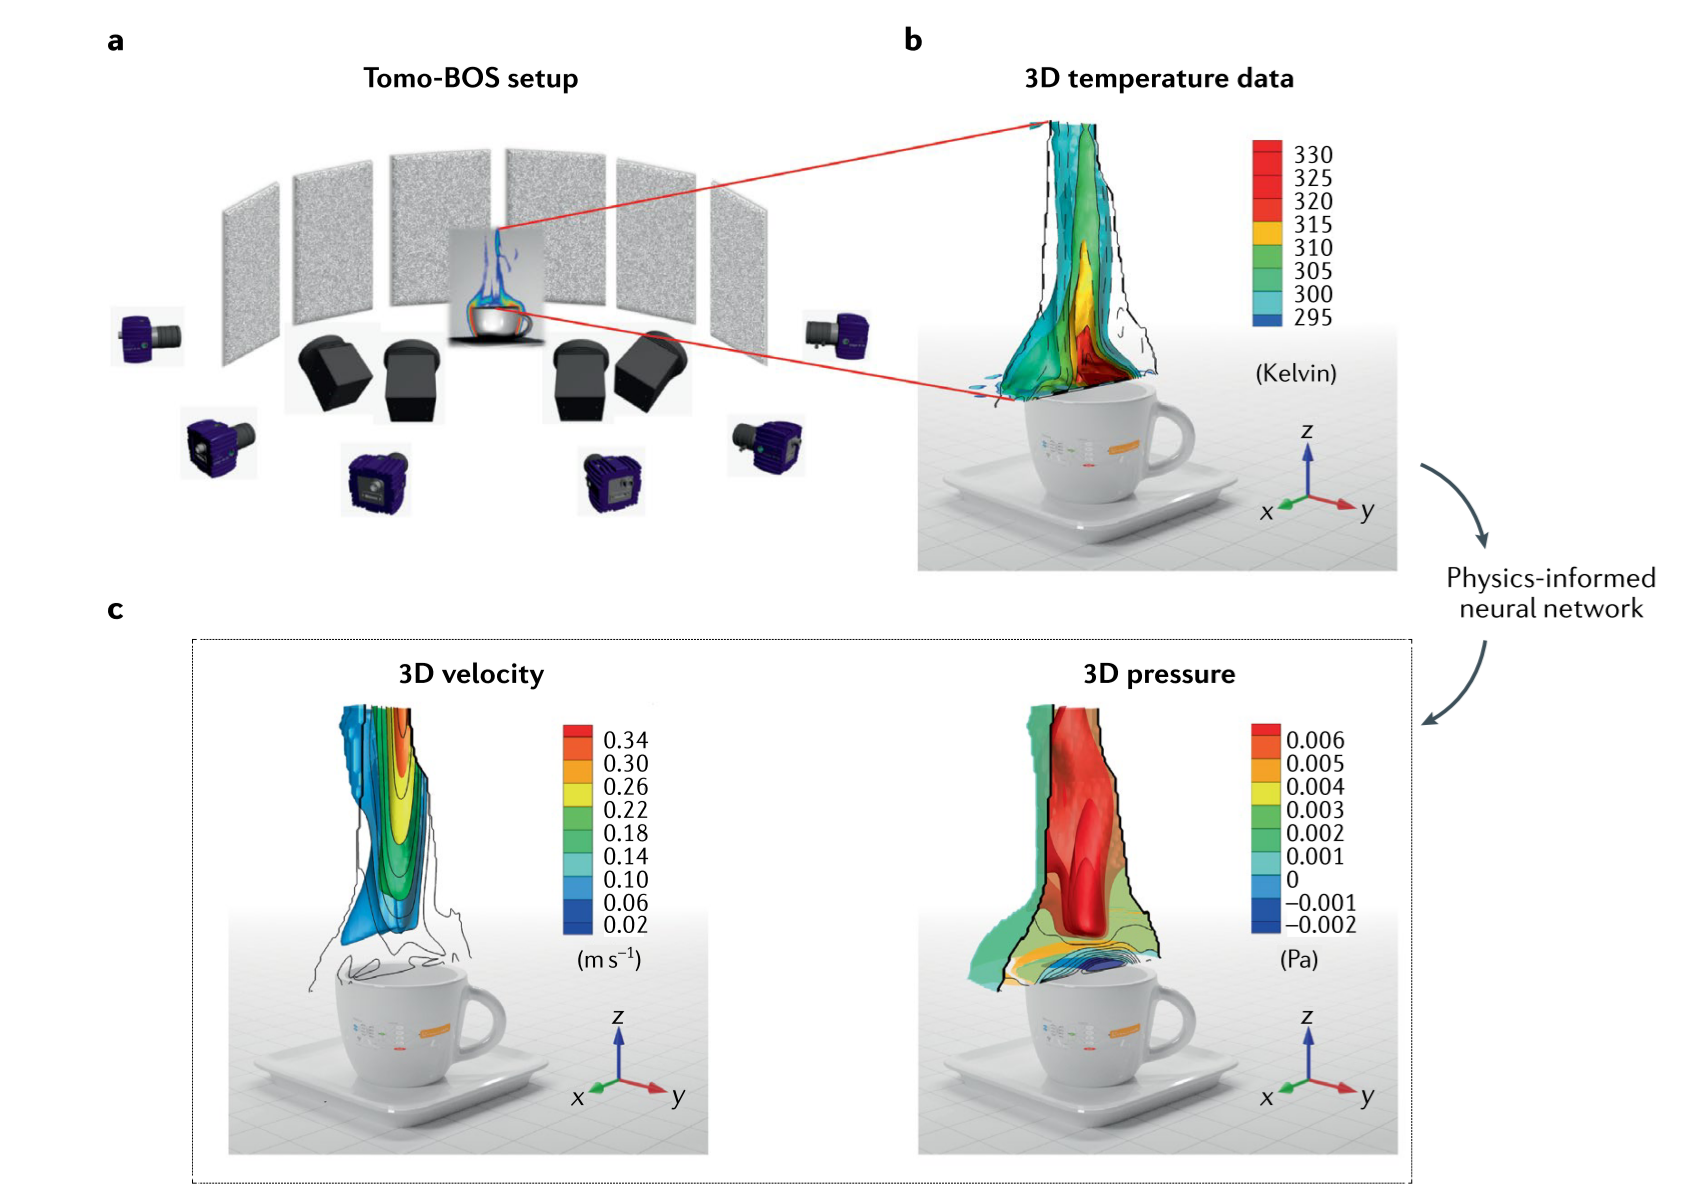 a
Tomo-BOS setup
b
3D temperature data
330
325
320
315
310
305
300
295
(Kelvin)
z
x
y
Physics-informed
neural network
c
3D velocity
0.34
0.30
0.26
0.22
0.18
0.14
0.10
0.06
0.02
(m s⁻¹)
z
x
y
3D pressure
0.006
0.005
0.004
0.003
0.002
0.001
0
–0.001
–0.002
(Pa)
z
x
y